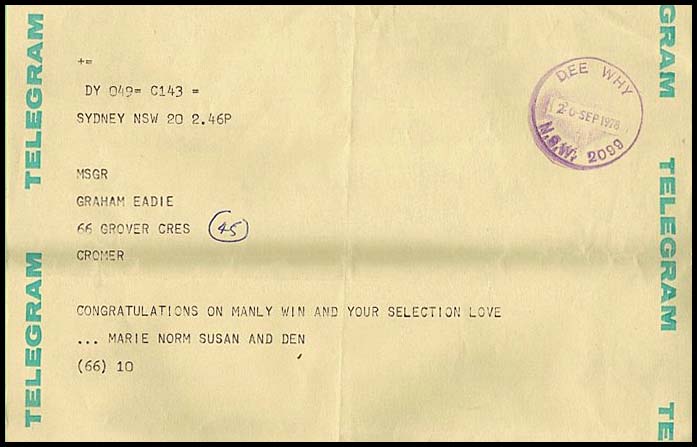 TELEGRAM
TELEGRAM
+=
DY 049= C143 =
SYDNEY NSW 20 2.46P
MSGR
GRAHAM EADIE
66 GROVER CRES 45
CROMER
CONGRATULATIONS ON MANLY WIN AND YOUR SELECTION LOVE
... MARIE NORM SUSAN AND DEN
(66) 10
DEE WHY
20 SEP 1978
N.S.W. 2099
GRAM
TELEGRAM
TE